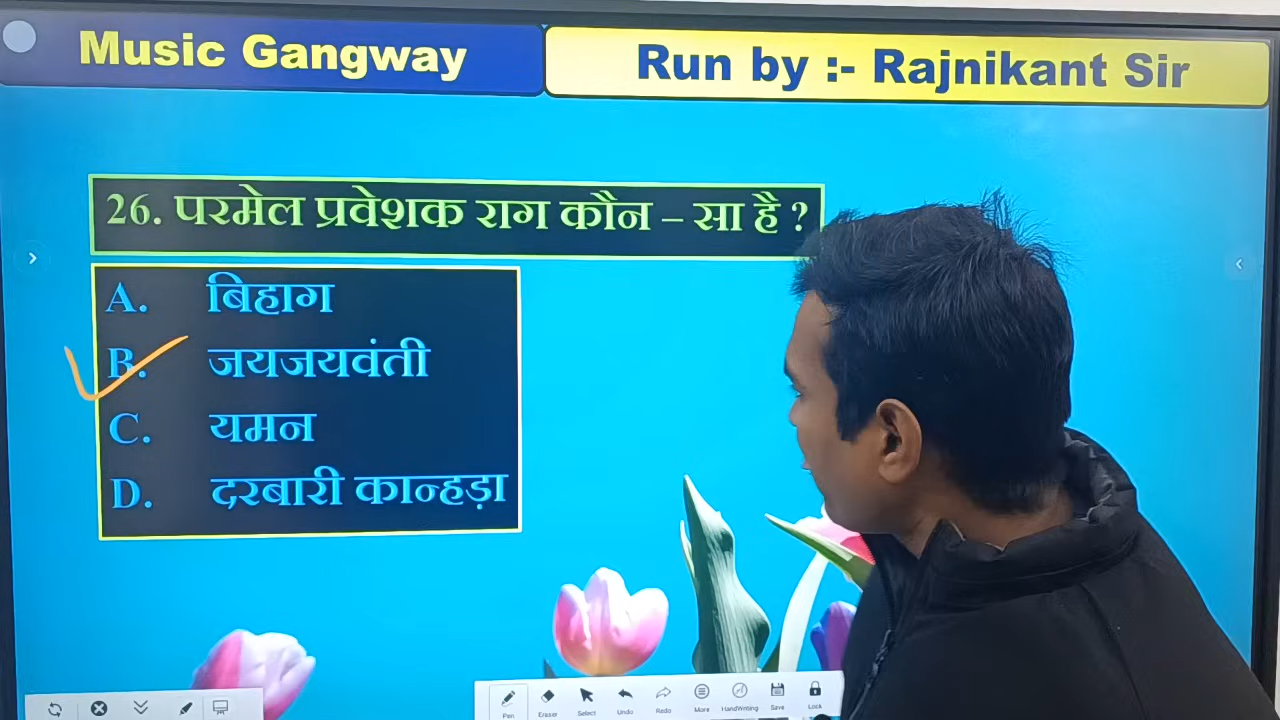 Music Gangway
Run by :- Rajnikant Sir
26. परमेल प्रवेशक राग कौन – सा है ?
A. बिहाग
B. जयजयवंती
C. यमन
D. दरबारी कान्हड़ा
Pen Eraser Select Undo Redo More HandWriting Save Lock